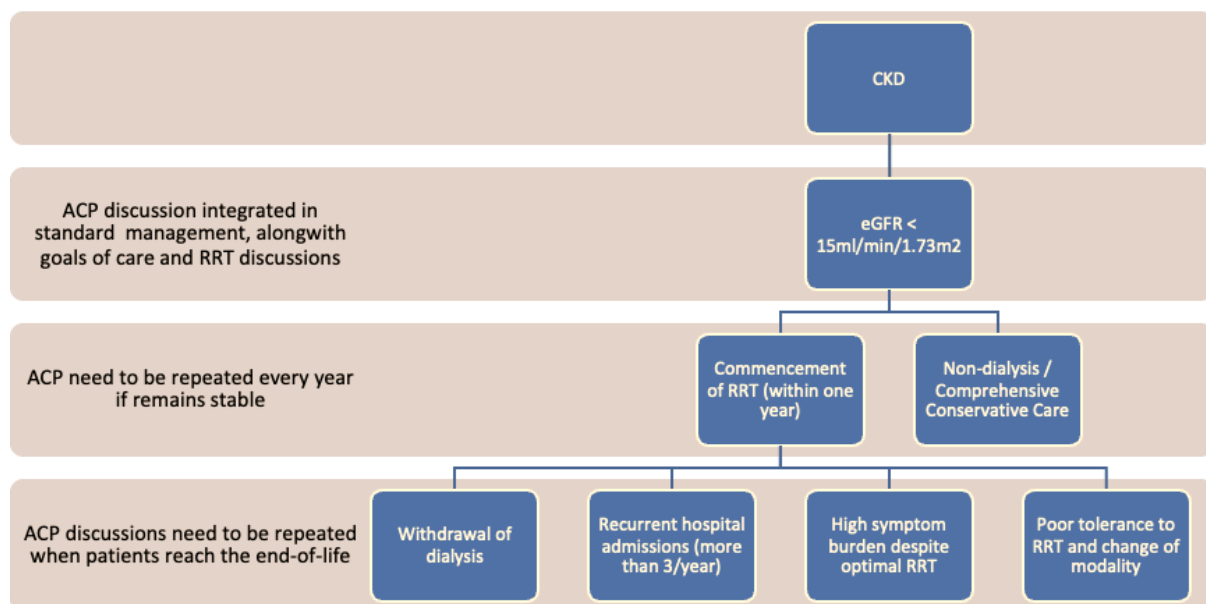 CKD
ACP discussion integrated in
standard  management, alongwith
goals of care and RRT discussions
eGFR <
15ml/min/1.73m2
ACP need to be repeated every year
if remains stable
Commencement
of RRT (within one
year)
Non-dialysis /
Comprehensive
Conservative Care
ACP discussions need to be repeated
when patients reach the end-of-life
Withdrawal of
dialysis
Recurrent hospital
admissions (more
than 3/year)
High symptom
burden despite
optimal RRT
Poor tolerance to
RRT and change of
modality